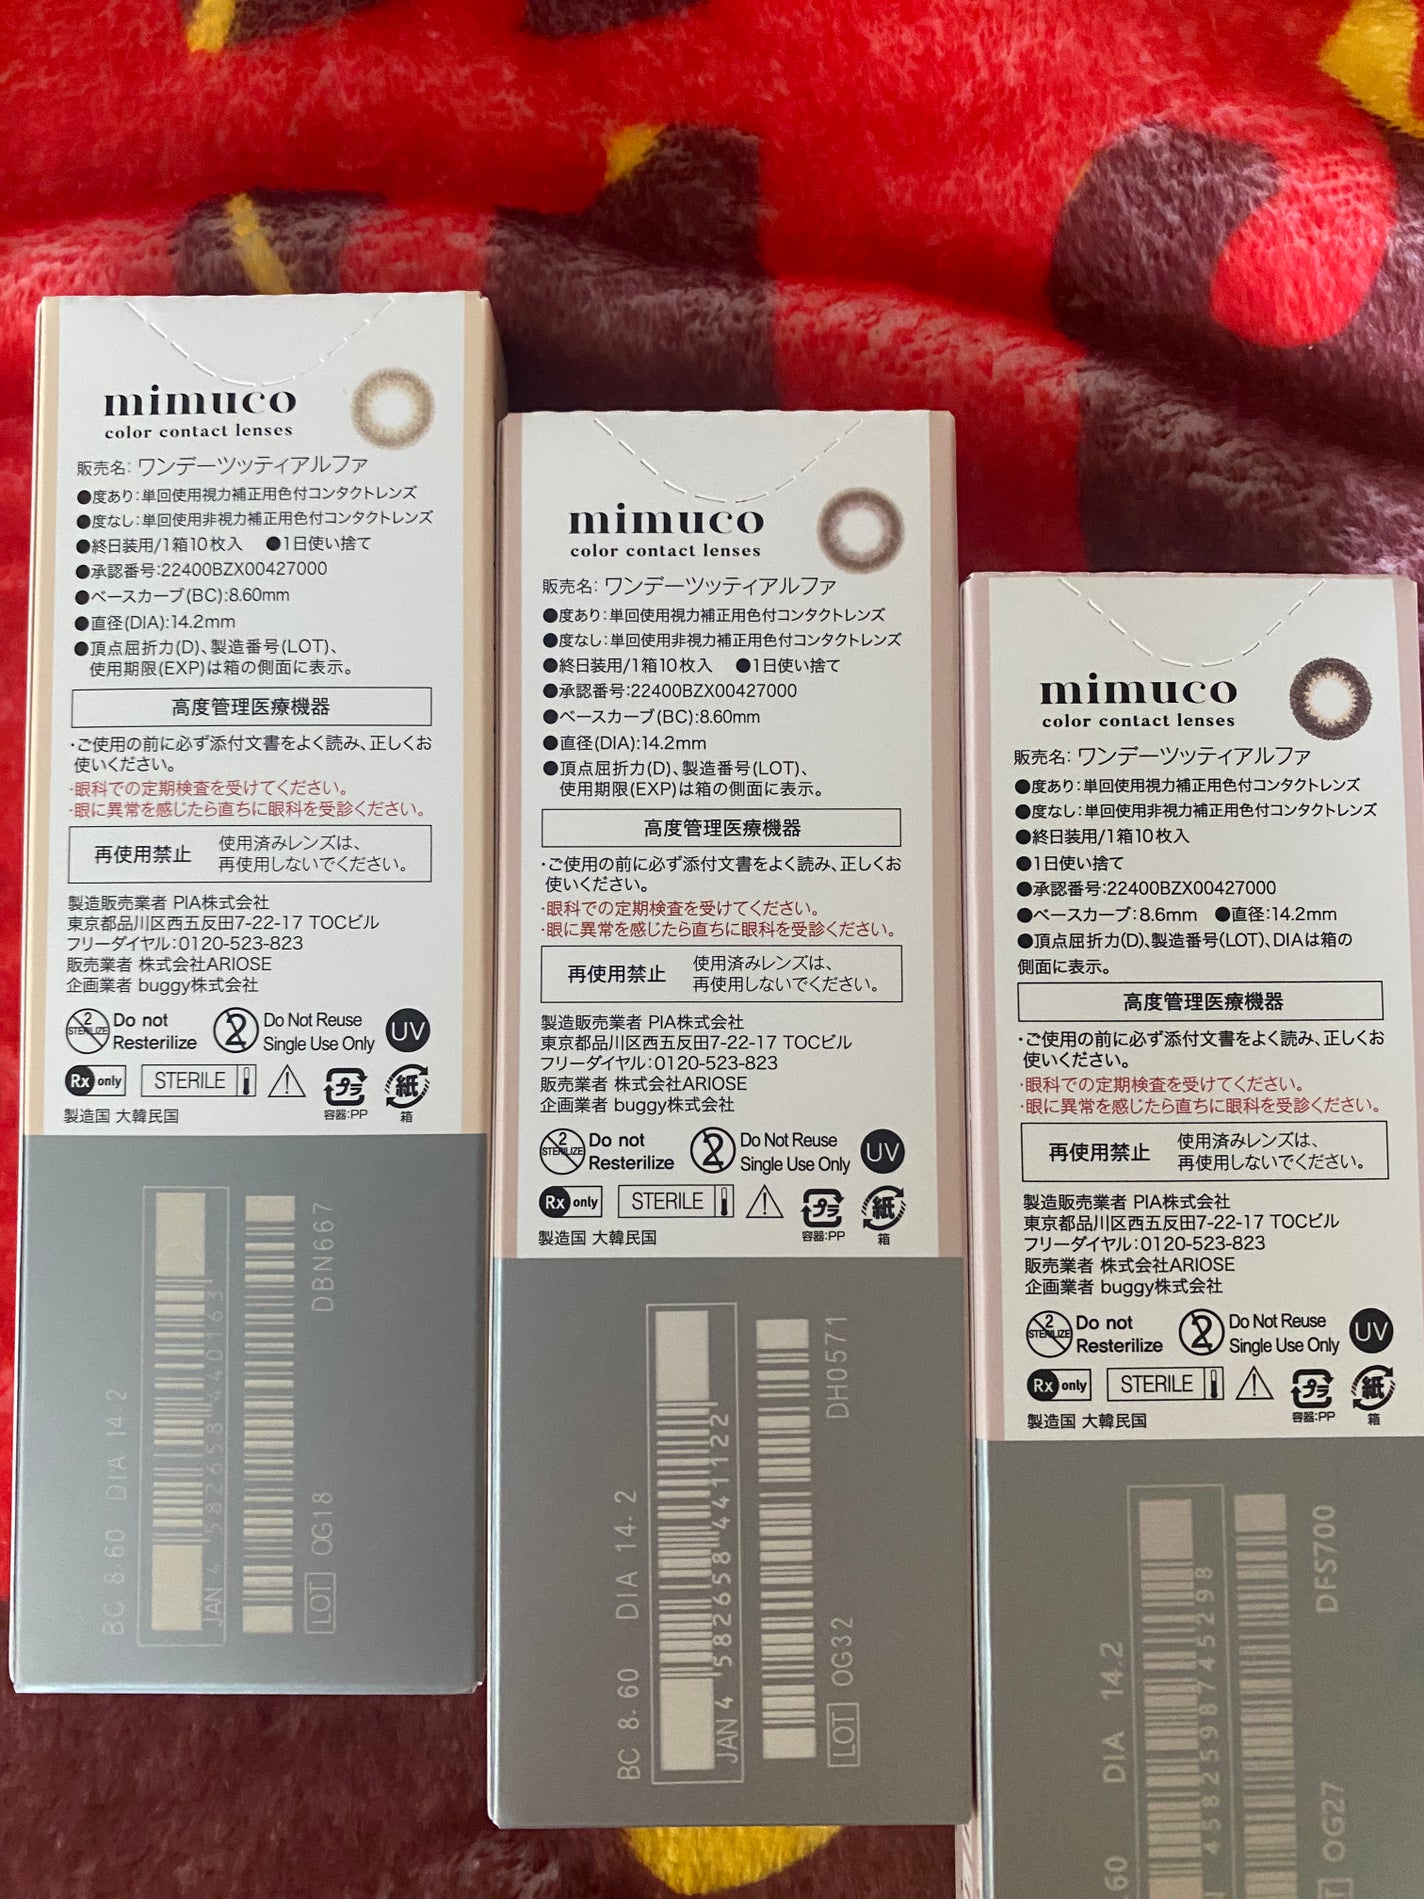 mimuco
color contact lenses
販売名：ワンデーツッティアルファ
●度あり：単回使用視力補正用色付コンタクトレンズ
●度なし：単回使用非視力補正用色付コンタクトレンズ
●終日装用/1箱10枚入 ●1日使い捨て
●承認番号：22400BZX00427000
●ベースカーブ(BC)：8.60mm
●直径(DIA)：14.2mm
●頂点屈折力(D)、製造番号(LOT)、
使用期限(EXP)は箱の側面に表示。
高度管理医療機器
・ご使用の前に必ず添付文書をよく読み、正しくお
使いください。
・眼科での定期検査を受けてください。
・眼に異常を感じたら直ちに眼科を受診ください。
再使用禁止
使用済みレンズは、
再使用しないでください。
製造販売業者 PIA株式会社
東京都品川区西五反田7-22-17 TOCビル
フリーダイヤル：0120-523-823
販売業者 株式会社ARIOSE
企画業者 buggy株式会社
2 STERILIZE Do not Resterilize
2 Do Not Reuse Single Use Only
UV
Rx only
STERILE
プラ 容器：PP
紙 箱
製造国 大韓民国
BC 8.60 DIA 14.2
JAN 4 582658 440163
DBN667
LOT OG18
mimuco
color contact lenses
販売名：ワンデーツッティアルファ
●度あり：単回使用視力補正用色付コンタクトレンズ
●度なし：単回使用非視力補正用色付コンタクトレンズ
●終日装用/1箱10枚入 ●1日使い捨て
●承認番号：22400BZX00427000
●ベースカーブ(BC)：8.60mm
●直径(DIA)：14.2mm
●頂点屈折力(D)、製造番号(LOT)、
使用期限(EXP)は箱の側面に表示。
高度管理医療機器
・ご使用の前に必ず添付文書をよく読み、正しくお
使いください。
・眼科での定期検査を受けてください。
・眼に異常を感じたら直ちに眼科を受診ください。
再使用禁止
使用済みレンズは、
再使用しないでください。
製造販売業者 PIA株式会社
東京都品川区西五反田7-22-17 TOCビル
フリーダイヤル：0120-523-823
販売業者 株式会社ARIOSE
企画業者 buggy株式会社
2 STERILIZE Do not Resterilize
2 Do Not Reuse Single Use Only
UV
Rx only
STERILE
プラ 容器：PP
紙 箱
製造国 大韓民国
BC 8.60 DIA 14.2
JAN 4 582658 441122
DH0571
LOT OG32
mimuco
color contact lenses
販売名：ワンデーツッティアルファ
●度あり：単回使用視力補正用色付コンタクトレンズ
●度なし：単回使用非視力補正用色付コンタクトレンズ
●終日装用/1箱10枚入
●1日使い捨て
●承認番号：22400BZX00427000
●ベースカーブ：8.6mm ●直径：14.2mm
●頂点屈折力(D)、製造番号(LOT)、DIAは箱の
側面に表示。
高度管理医療機器
・ご使用の前に必ず添付文書をよく読み、正しくお
使いください。
・眼科での定期検査を受けてください。
・眼に異常を感じたら直ちに眼科を受診ください。
再使用禁止
使用済みレンズは、
再使用しないでください。
製造販売業者 PIA株式会社
東京都品川区西五反田7-22-17 TOCビル
フリーダイヤル：0120-523-823
販売業者 株式会社ARIOSE
企画業者 buggy株式会社
2 STERILIZE Do not Resterilize
2 Do Not Reuse Single Use Only
UV
Rx only
STERILE
プラ 容器：PP
紙 箱
製造国 大韓民国
60 DIA 14.2
4 582598 745298
DFS700
OG27